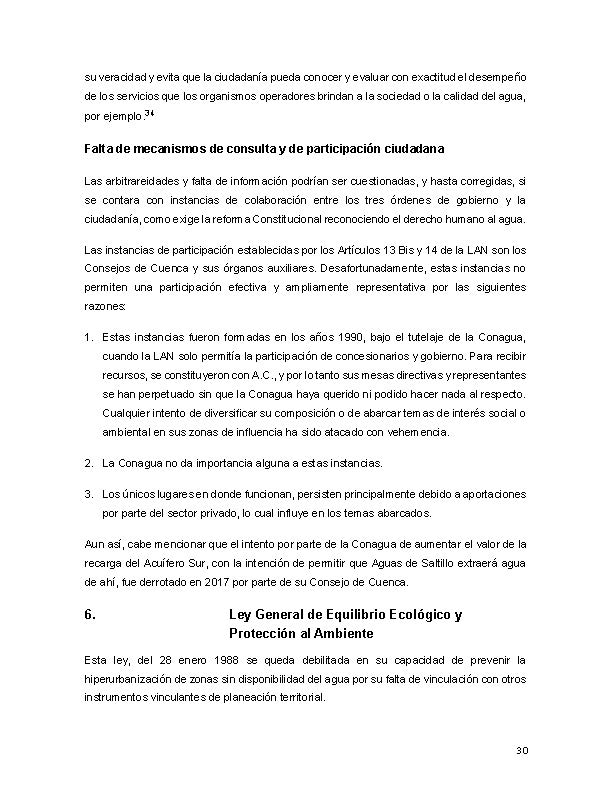 su veracidad y evita que la ciudadanía pueda conocer y evaluar con exactitud el desempeño
de los servicios que los organismos operadores brindan a la sociedad o la calidad del agua,
por ejemplo.34
Falta de mecanismos de consulta y de participación ciudadana
Las arbitrareidades y falta de información podrían ser cuestionadas, y hasta corregidas, si
se contara con instancias de colaboración entre los tres órdenes de gobierno y la
ciudadanía, como exige la reforma Constitucional reconociendo el derecho humano al agua.
Las instancias de participación establecidas por los Artículos 13 Bis y 14 de la LAN son los
Consejos de Cuenca y sus órganos auxiliares. Desafortunadamente, estas instancias no
permiten una participación efectiva y ampliamente representativa por las siguientes
razones:
1. Estas instancias fueron formadas en los años 1990, bajo el tutelaje de la Conagua,
cuando la LAN solo permitía la participación de concesionarios y gobierno. Para recibir
recursos, se constituyeron con A.C., y por lo tanto sus mesas directivas y representantes
se han perpetuado sin que la Conagua haya querido ni podido hacer nada al respecto.
Cualquier intento de diversificar su composición o de abarcar temas de interés social o
ambiental en sus zonas de influencia ha sido atacado con vehemencia.
2. La Conagua no da importancia alguna a estas instancias.
3. Los únicos lugares en donde funcionan, persisten principalmente debido a aportaciones
por parte del sector privado, lo cual influye en los temas abarcados.
Aun así, cabe mencionar que el intento por parte de la Conagua de aumentar el valor de la
recarga del Acuífero Sur, con la intención de permitir que Aguas de Saltillo extraerá agua
de ahí, fue derrotado en 2017 por parte de su Consejo de Cuenca.
6. Ley General de Equilibrio Ecológico y
Protección al Ambiente
Esta ley, del 28 enero 1988 se queda debilitada en su capacidad de prevenir la
hiperurbanización de zonas sin disponibilidad del agua por su falta de vinculación con otros
instrumentos vinculantes de planeación territorial.
30